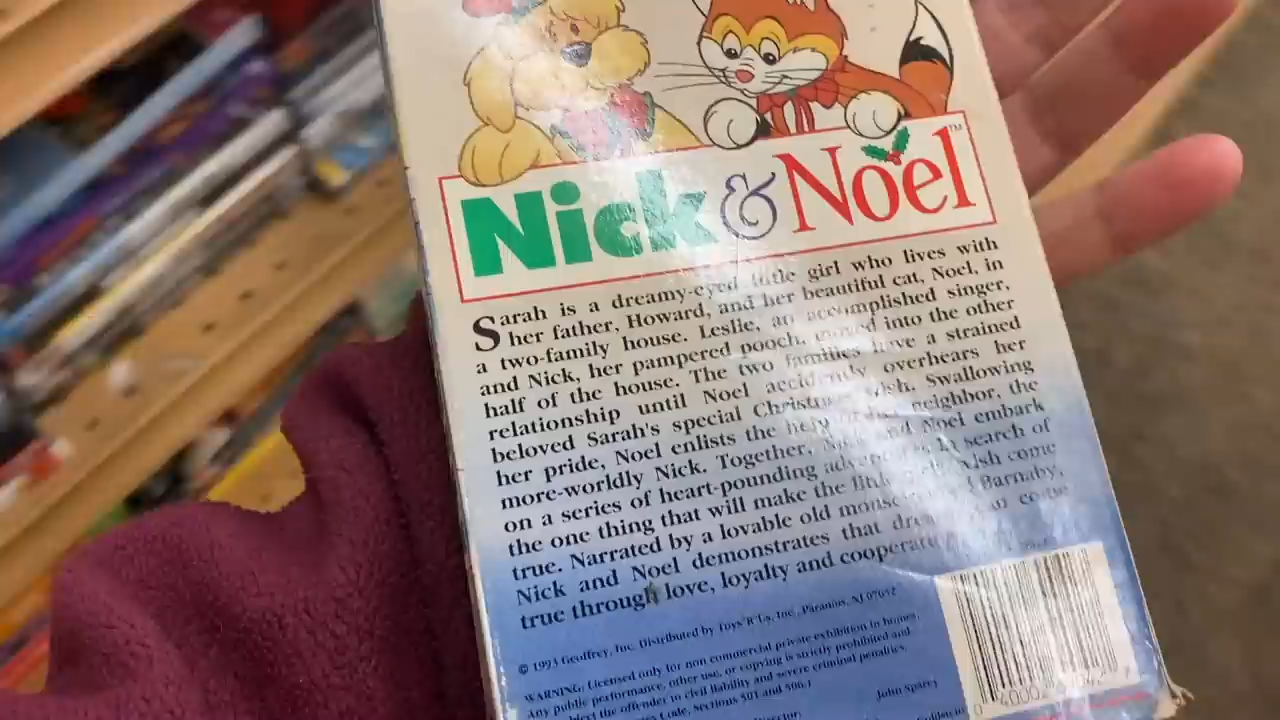 Nick & Noel™
Sarah is a dreamy-eyed little girl who lives with
her father, Howard, and her beautiful cat, Noel, in
a two-family house. Leslie, an accomplished singer,
and Nick, her pampered pooch, moved into the other
half of the house. The two families have a strained
relationship until Noel accidently overhears her
beloved Sarah's special Christmas wish. Swallowing
her pride, Noel enlists the help of her neighbor, the
more-worldly Nick. Together, Nick and Noel embark
on a series of heart-pounding adventures in search of
the one thing that will make the little girl's wish come
true. Narrated by a lovable old mouse named Barnaby,
Nick and Noel demonstrates that dreams can come
true through love, loyalty and cooperation
© 1993 Geoffrey, Inc. Distributed by Toys "R" Us, Inc., Paramus, NJ 07652
WARNING: Licensed only for non commercial private exhibition in homes.
Any public performance, other use, or copying is strictly prohibited and
the offender to civil liability and severe criminal penalties.
Code, sections 501 and 506.)
John Sparey